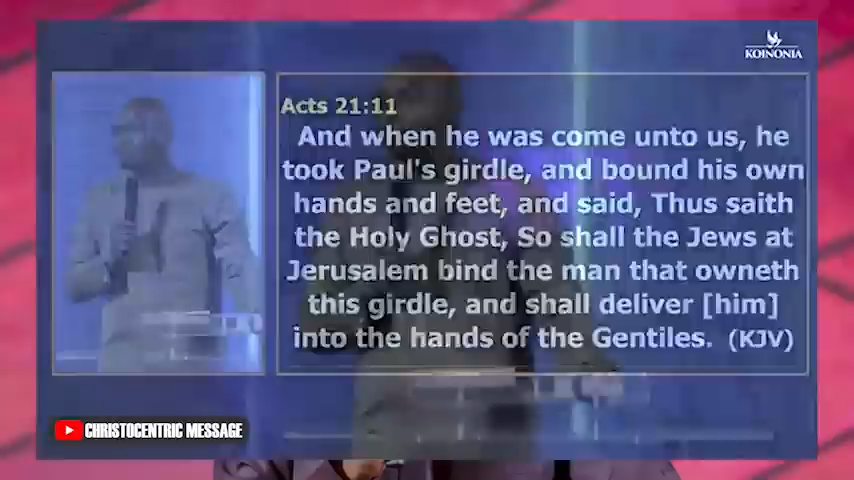 KOINONIA
Acts 21:11
And when he was come unto us, he
took Paul's girdle, and bound his own
hands and feet, and said, Thus saith
the Holy Ghost, So shall the Jews at
Jerusalem bind the man that owneth
this girdle, and shall deliver [him]
into the hands of the Gentiles. (KJV)
CHRISTOCENTRIC MESSAGE